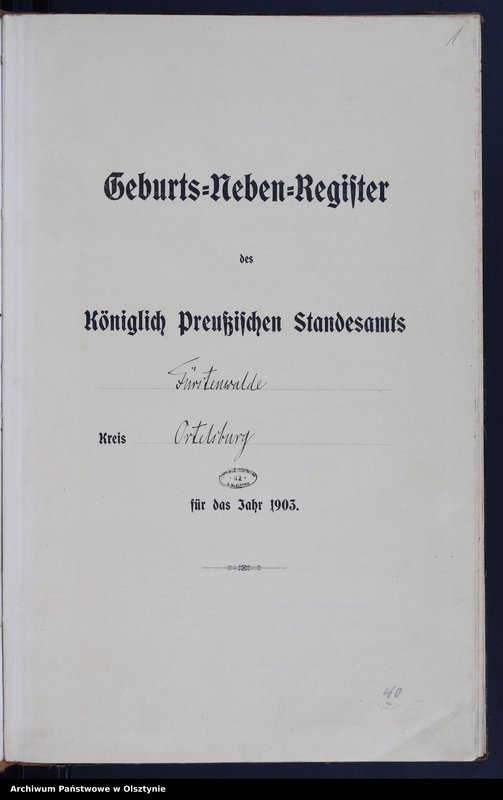 1
Geburts=Neben=Register
des
Königlich Preußischen Standesamts
Fürstenwalde
Kreis Ortelsburg
für das Jahr 1903.
40
Archiwum Państwowe w Olsztynie